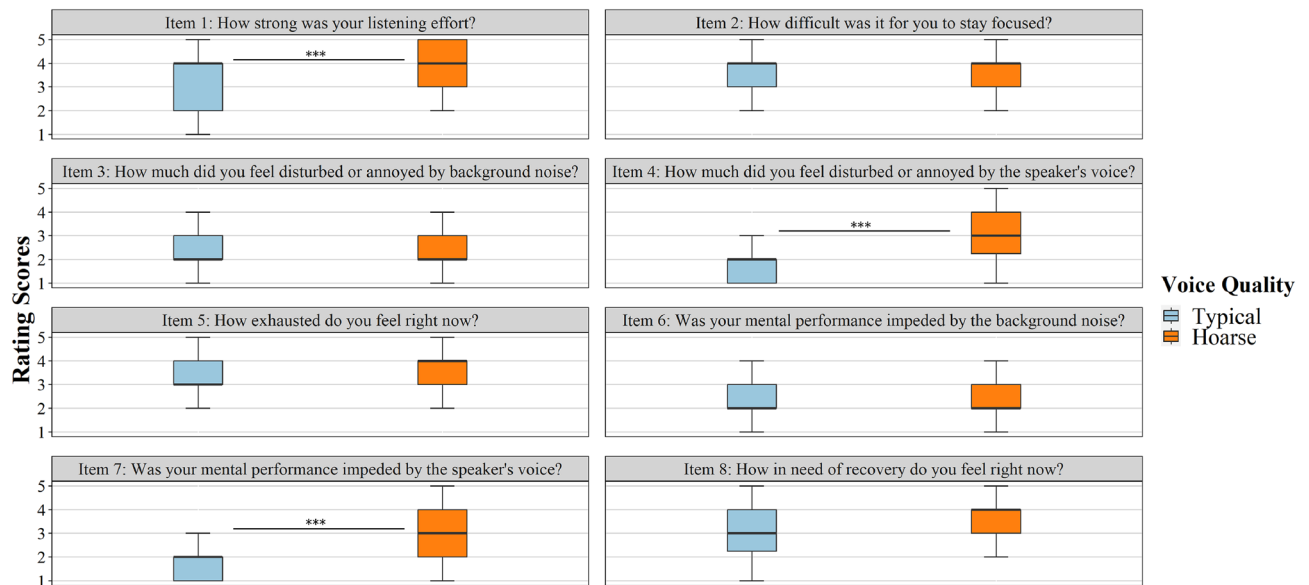 Item 1: How strong was your listening effort?
Item 2: How difficult was it for you to stay focused?
5
4
3
2
1
***
Item 3: How much did you feel disturbed or annoyed by background noise?
Item 4: How much did you feel disturbed or annoyed by the speaker's voice?
5
4
3
2
1
***
Rating Scores
Item 5: How exhausted do you feel right now?
Item 6: Was your mental performance impeded by the background noise?
5
4
3
2
1
Item 7: Was your mental performance impeded by the speaker's voice?
Item 8: How in need of recovery do you feel right now?
5
4
3
2
1
***
Voice Quality
Typical
Hoarse